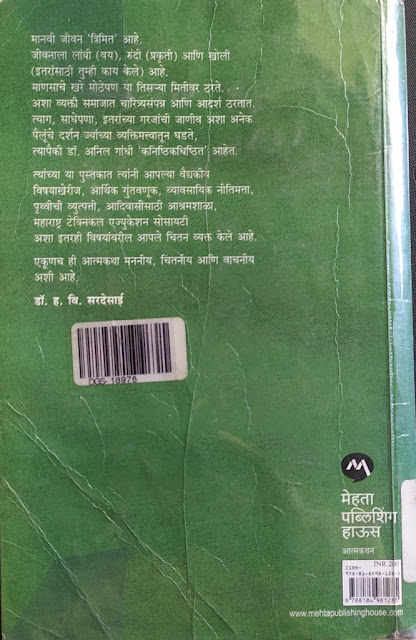 मानवी जीवन 'त्रिमित' आहे.
जीवनाला लांबी (वय), रुंदी (प्रकृती) आणि खोली
(इतरांसाठी तुम्ही काय केले) आहे.
माणसाचे खरे मोठेपण या तिसऱ्या मितीवर ठरते.
अशा व्यक्ती समाजात चारित्र्यसंपन्न आणि आदर्श ठरतात.
त्याग, साधेपणा, इतरांच्या गरजांची जाणीव अशा अनेक
पैलूंचे दर्शन ज्यांच्या व्यक्तिमत्त्वातून घडते,
त्यापैकी डॉ. अनिल गांधी 'कनिष्ठिकाधिष्ठित' आहेत.
त्यांच्या या पुस्तकात त्यांनी आपल्या वैद्यकीय
विषयाखेरीज, आर्थिक गुंतवणूक, व्यावसायिक नीतिमत्ता,
पृथ्वीची व्युत्पत्ती, आदिवासींसाठी आश्रमशाळा,
महाराष्ट्र टेक्निकल एज्युकेशन सोसायटी
अशा इतरही विषयांवरील आपले चिंतन व्यक्त केले आहे.
एकूणच ही आत्मकथा मननीय, चिंतनीय आणि वाचनीय
अशी आहे.
डॉ. ह. वि. सरदेसाई
DGG-18976
मेहता
पब्लिशिंग
हाऊस
आत्मकथन
INR 200
ISBN-
9788184981285
www.mehtapublishinghouse.com